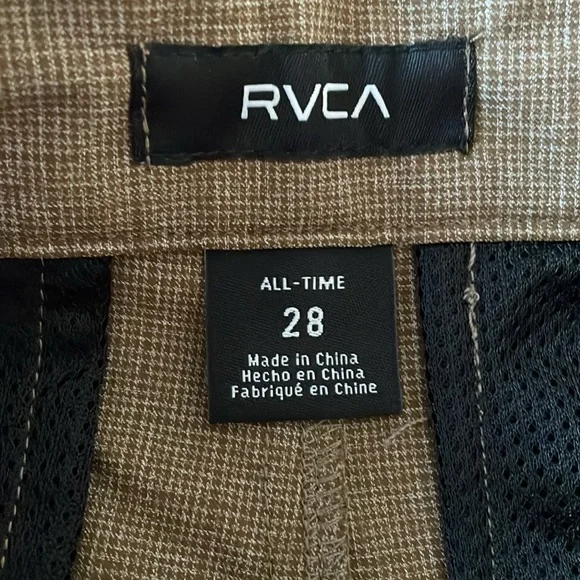 RVCA
ALL-TIME
28
Made in China
Hecho en China
Fabriqué en Chine